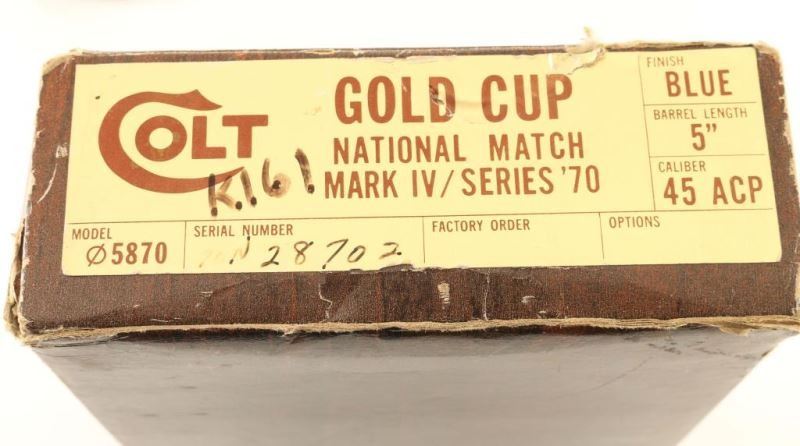 COLT
GOLD CUP
NATIONAL MATCH
MARK IV/SERIES '70
K.161
FINISH
BLUE
BARREL LENGTH
5"
CALIBER
45 ACP
MODEL
Ø5870
SERIAL NUMBER
N 28702
FACTORY ORDER
OPTIONS